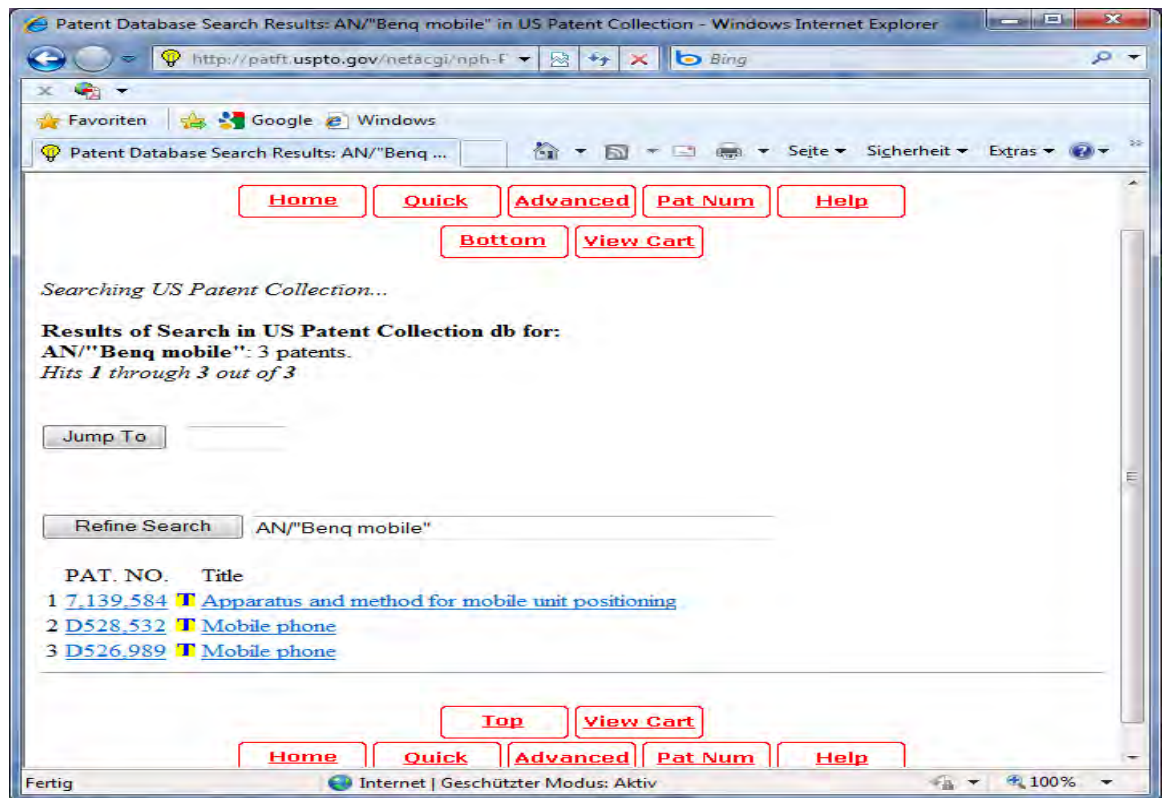 Patent Database Search Results: AN/"Benq mobile" in US Patent Collection - Windows Internet Explorer
http://patft.uspto.gov/netacgi/nph-F Bing
Favoriten Google Windows
Patent Database Search Results: AN/"Benq ... Seite Sicherheit Extras
Home Quick Advanced Pat Num Help
Bottom View Cart
Searching US Patent Collection...
Results of Search in US Patent Collection db for:
AN/"Benq mobile": 3 patents.
Hits 1 through 3 out of 3
Jump To
Refine Search AN/"Benq mobile"
PAT. NO. Title
1 7,139,584 T Apparatus and method for mobile unit positioning
2 D528,532 T Mobile phone
3 D526,989 T Mobile phone
Top View Cart
Home Quick Advanced Pat Num Help
Fertig Internet | Geschützter Modus: Aktiv 100%